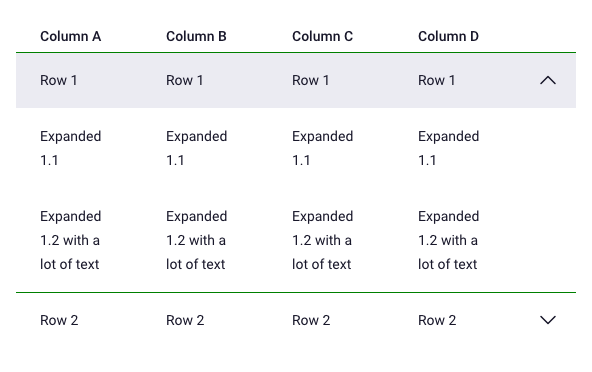 Column A Column B Column C Column D
Row 1 Row 1 Row 1 Row 1
Expanded Expanded Expanded Expanded
1.1 1.1 1.1 1.1
Expanded Expanded Expanded Expanded
1.2 with a 1.2 with a 1.2 with a 1.2 with a
lot of text lot of text lot of text lot of text
Row 2 Row 2 Row 2 Row 2